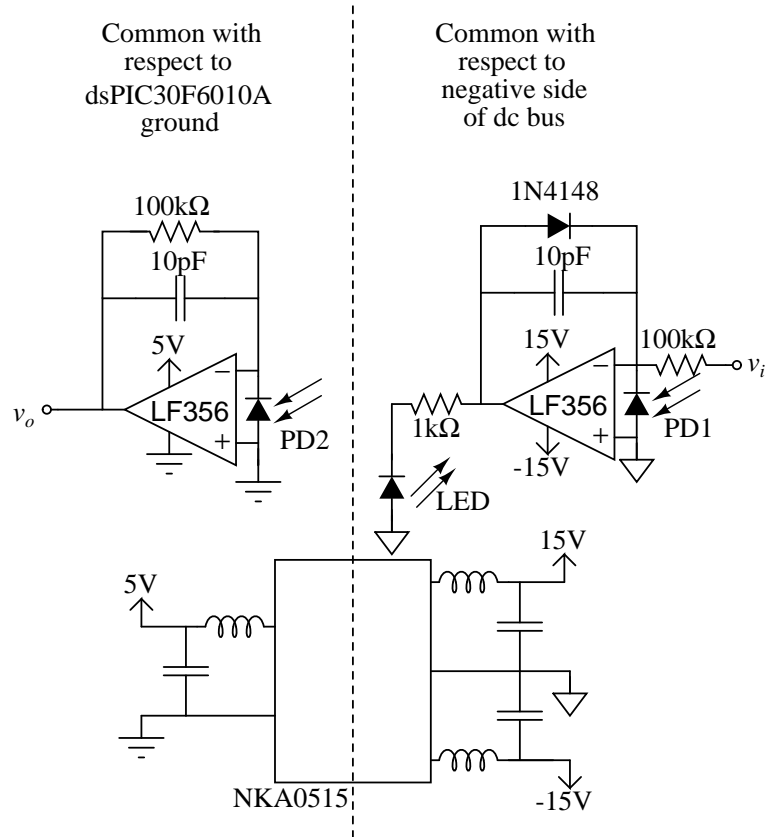 Common with
respect to
dsPIC30F6010A
ground
Common with
respect to
negative side
of dc bus
100kΩ
10pF
5V
LF356
−
+
PD2
vo
1N4148
10pF
15V
100kΩ
vi
LF356
−
+
PD1
-15V
1kΩ
LED
5V
15V
-15V
NKA0515